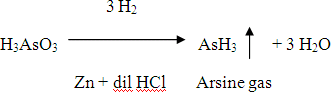 3 H₂
H₃AsO₃ ⟶ AsH₃ ↑ + 3 H₂O
Zn + dil HCl Arsine gas